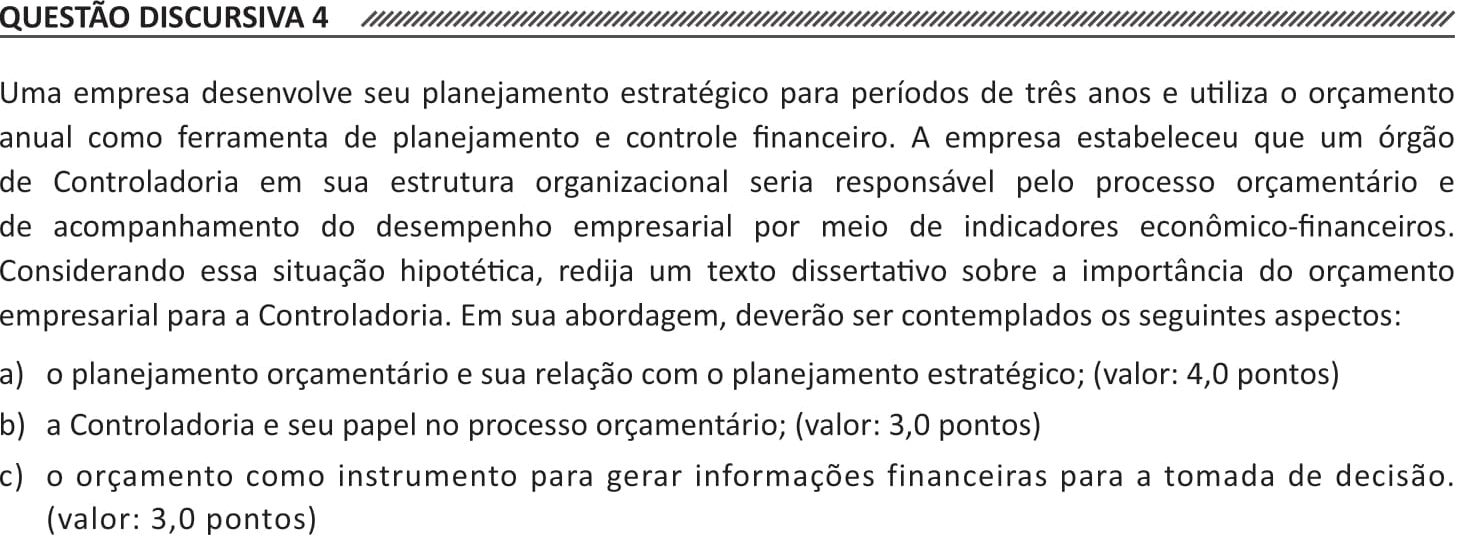 QUESTÃO DISCURSIVA 4
Uma empresa desenvolve seu planejamento estratégico para períodos de três anos e utiliza o orçamento
anual como ferramenta de planejamento e controle financeiro. A empresa estabeleceu que um órgão
de Controladoria em sua estrutura organizacional seria responsável pelo processo orçamentário e
de acompanhamento do desempenho empresarial por meio de indicadores econômico-financeiros.
Considerando essa situação hipotética, redija um texto dissertativo sobre a importância do orçamento
empresarial para a Controladoria. Em sua abordagem, deverão ser contemplados os seguintes aspectos:
a) o planejamento orçamentário e sua relação com o planejamento estratégico; (valor: 4,0 pontos)
b) a Controladoria e seu papel no processo orçamentário; (valor: 3,0 pontos)
c) o orçamento como instrumento para gerar informações financeiras para a tomada de decisão.
(valor: 3,0 pontos)